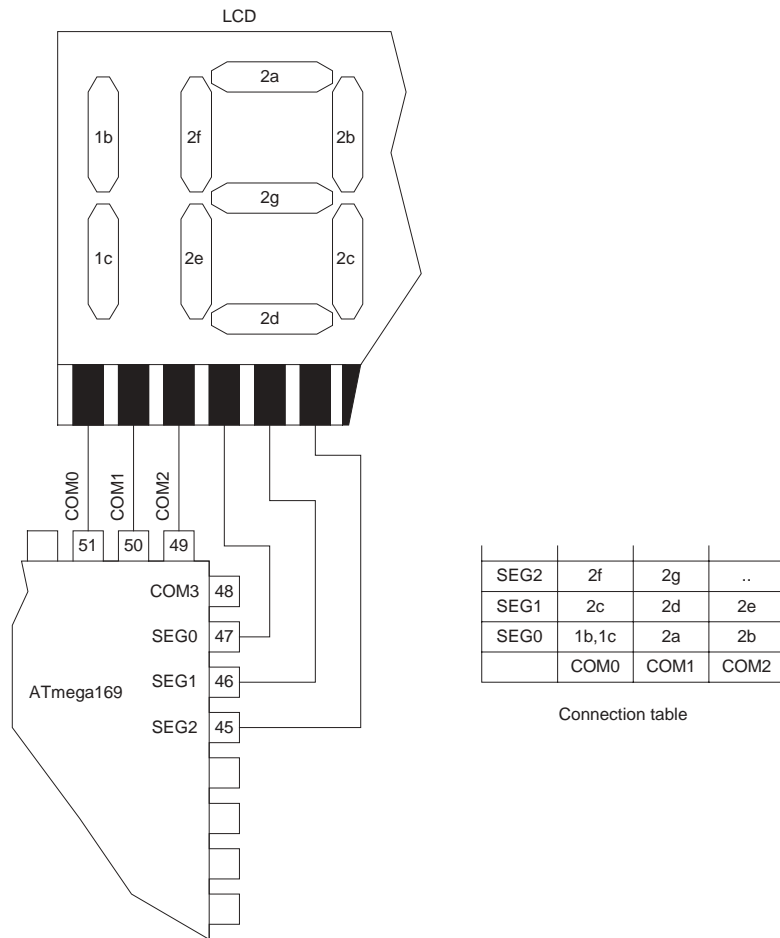 LCD
2a
1b 2f 2b
2g
1c 2e 2c
2d
COM0 COM1 COM2
51 50 49
COM3 48
SEG0 47
SEG1 46
ATmega169
SEG2 45
SEG2 2f 2g ..
SEG1 2c 2d 2e
SEG0 1b,1c 2a 2b
COM0 COM1 COM2
Connection table